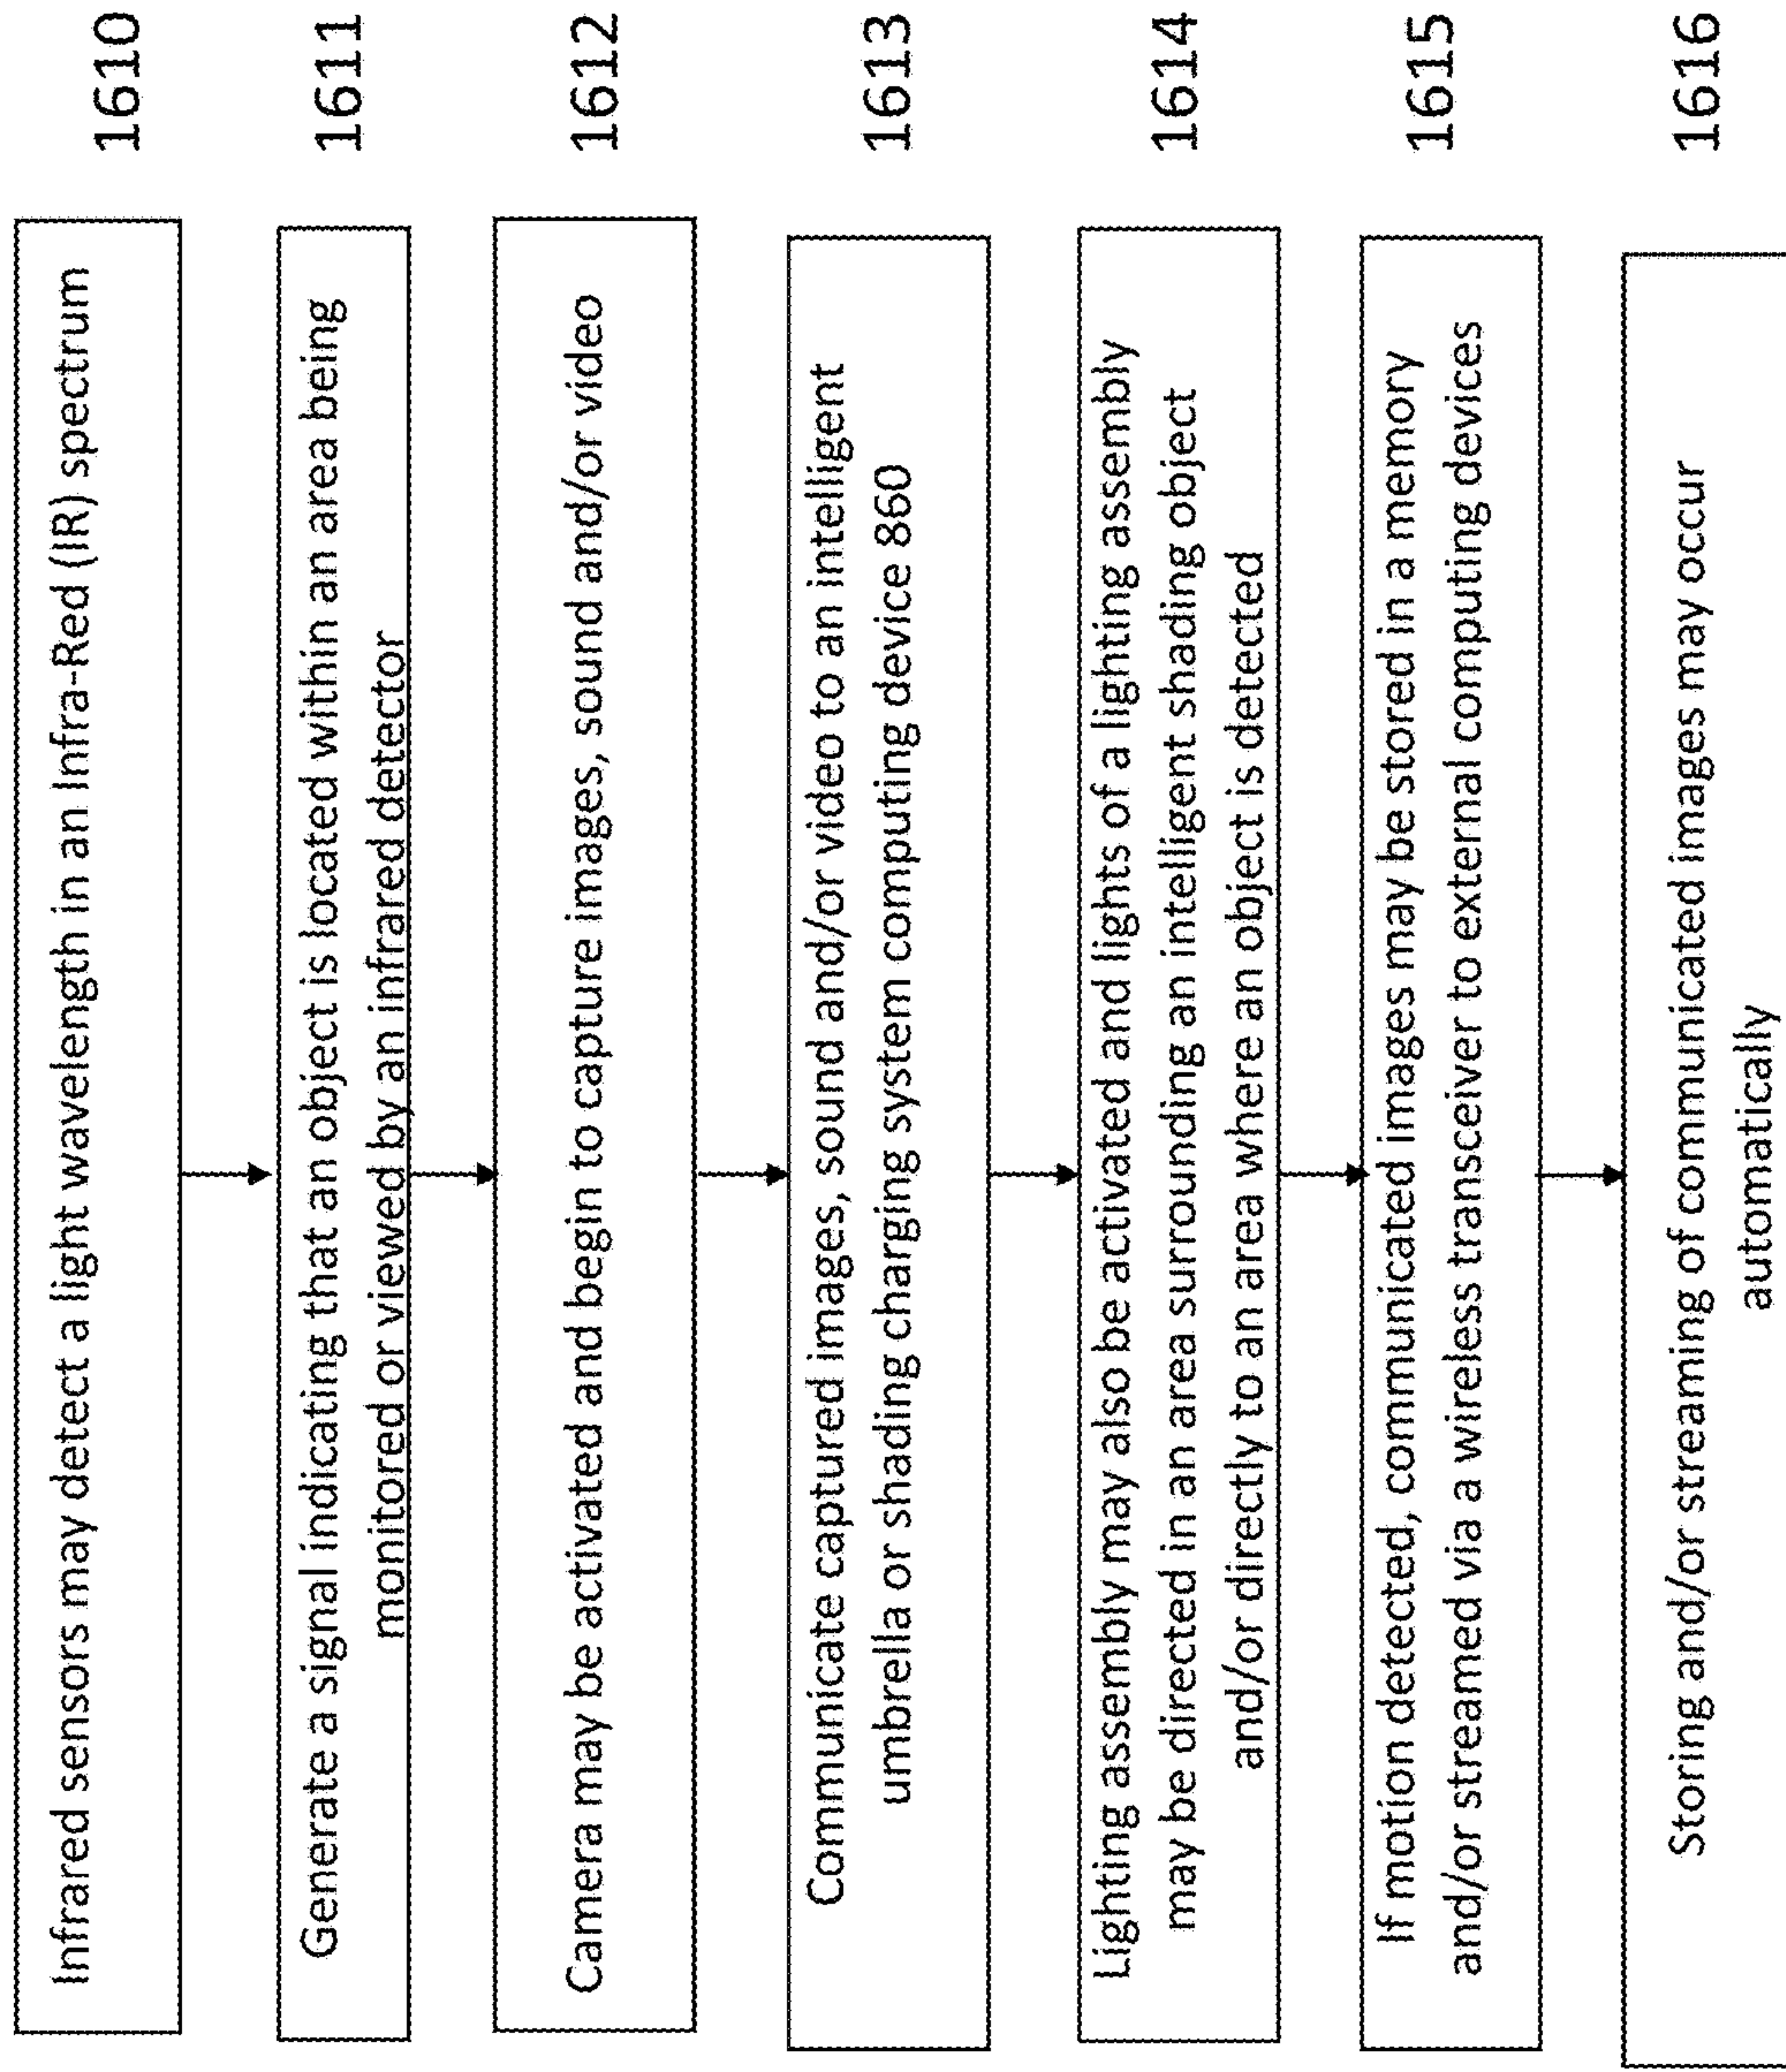 Infrared sensors may detect a light wavelength in an Infra-Red (IR) spectrum
1610
Generate a signal indicating that an object is located within an area being
monitored or viewed by an infrared detector
1611
Camera may be activated and begin to capture images, sound and/or video
1612
Communicate captured images, sound and/or video to an intelligent
umbrella or shading charging system computing device 860
1613
Lighting assembly may also be activated and lights of a lighting assembly
may be directed in an area surrounding an intelligent shading object
and/or directly to an area where an object is detected
1614
If motion detected, communicated images may be stored in a memory
and/or streamed via a wireless transceiver to external computing devices
1615
Storing and/or streaming of communicated images may occur
automatically
1616